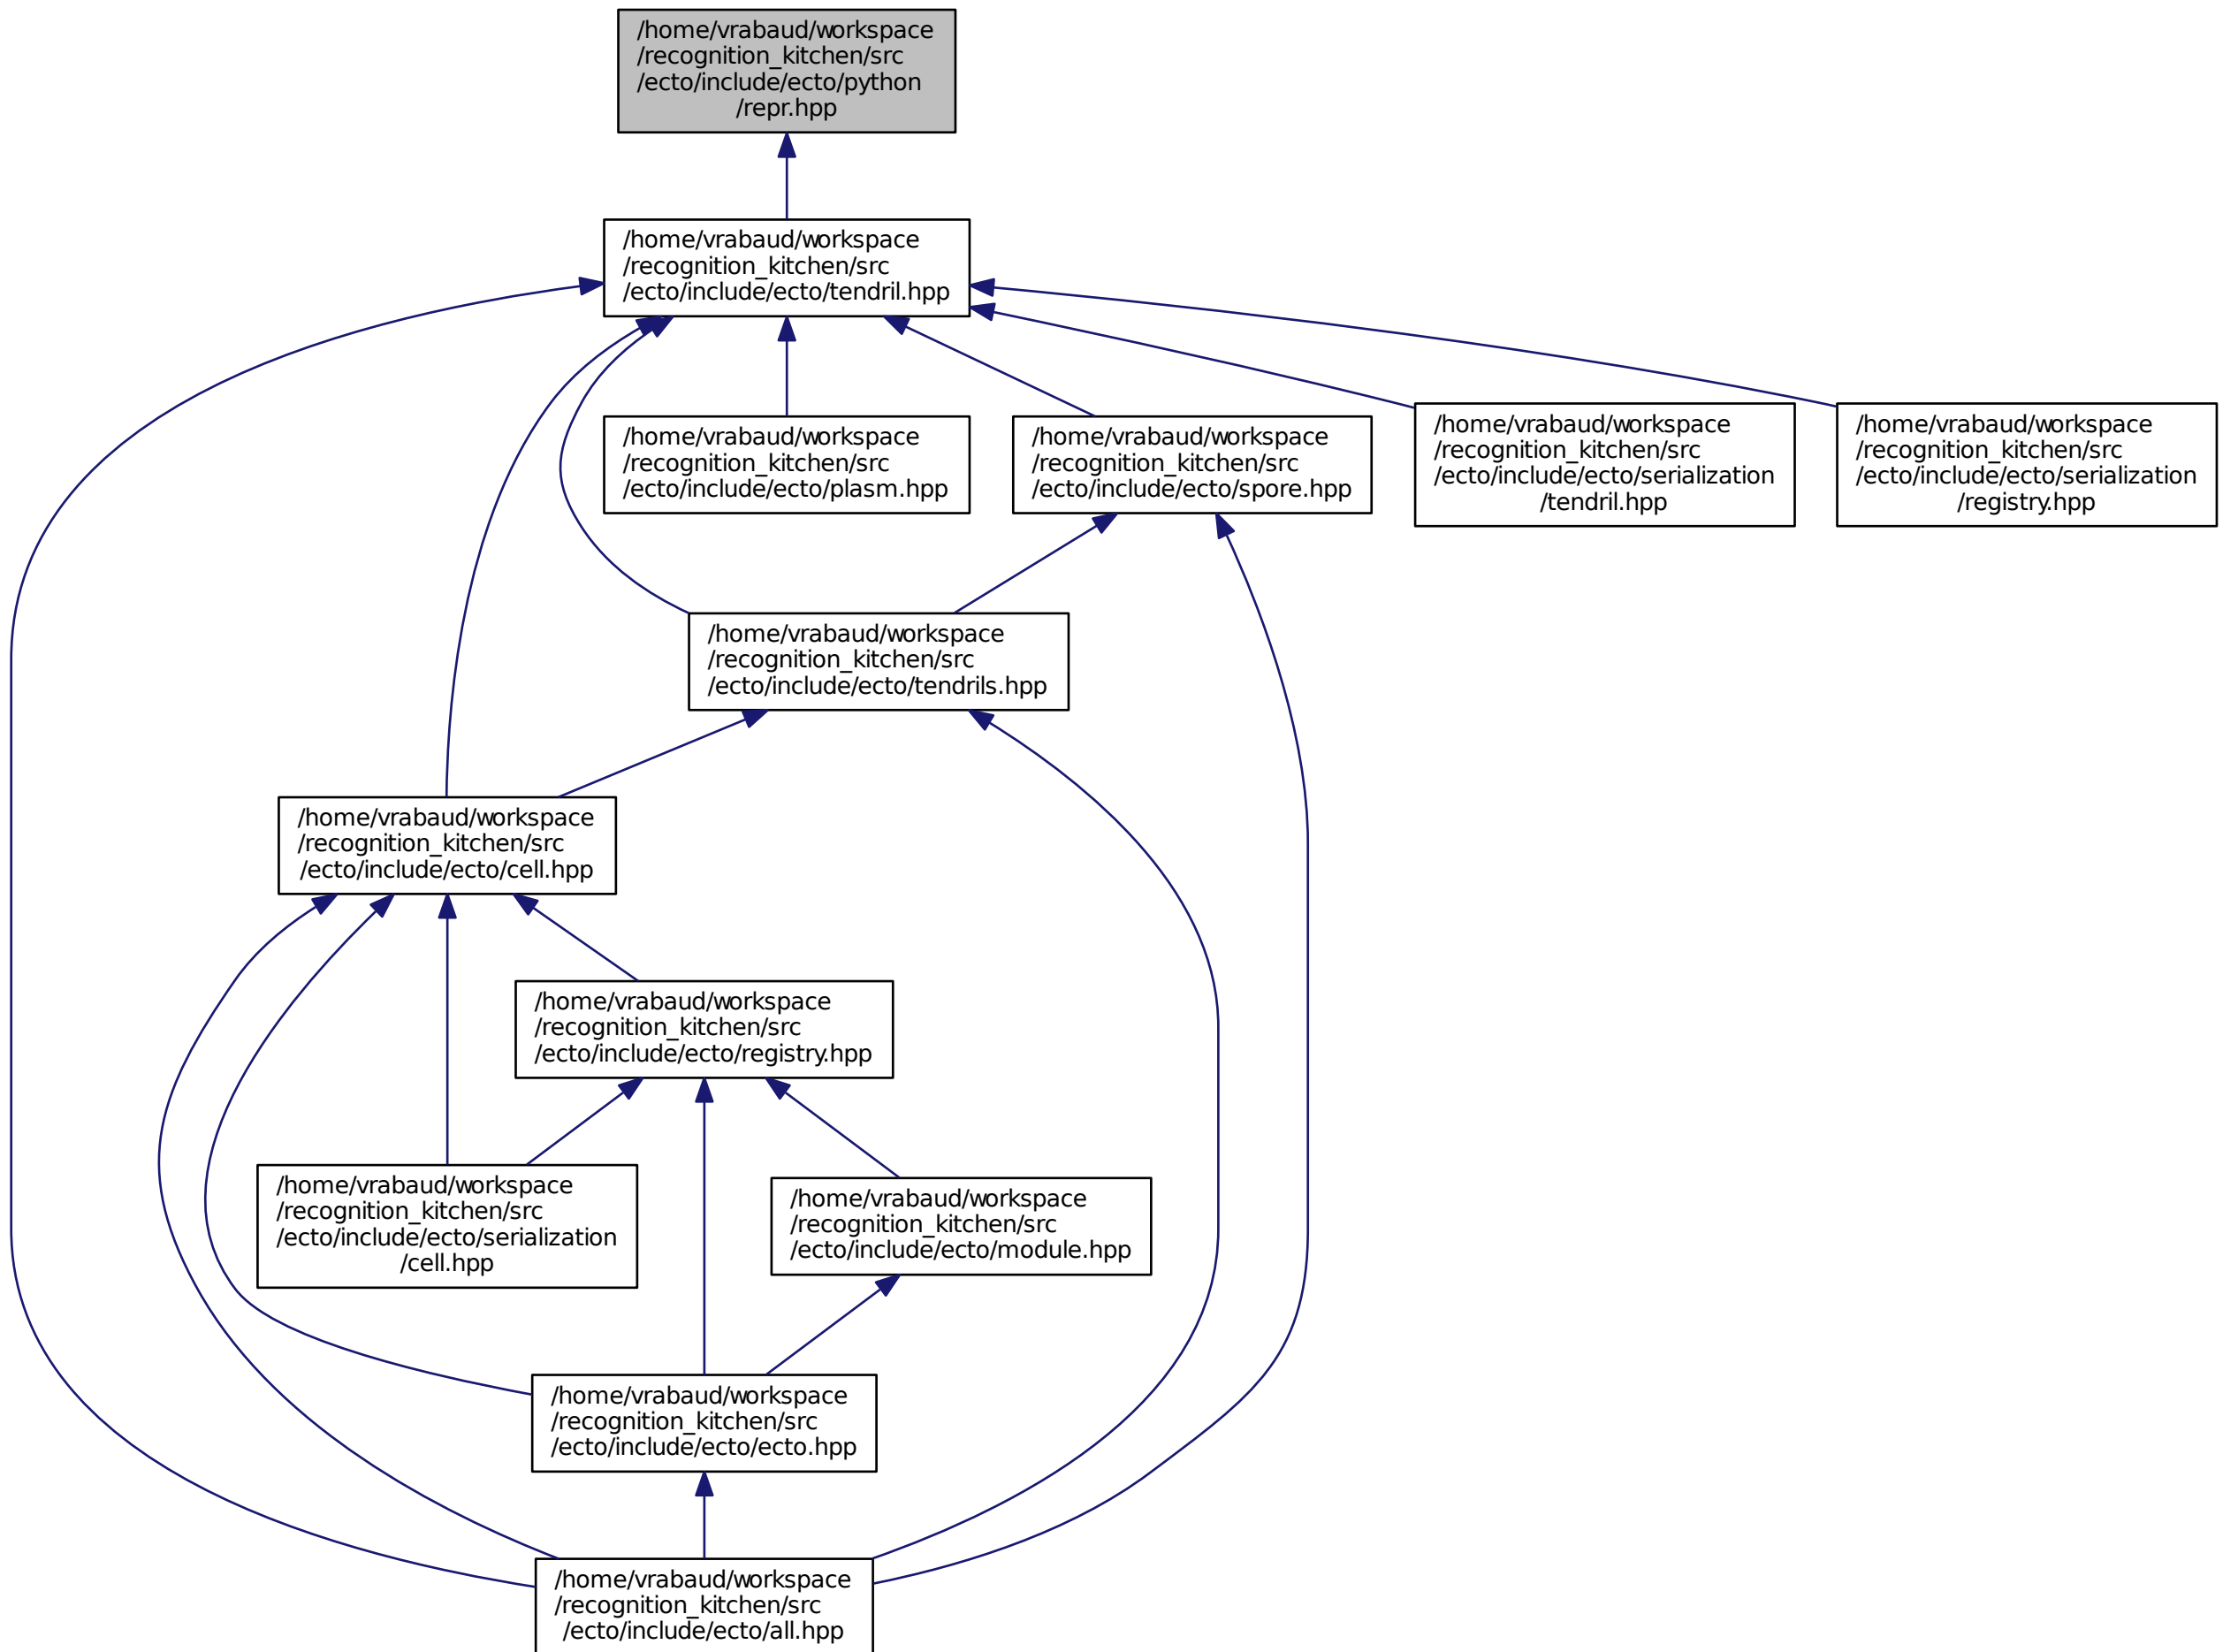 /home/vrabaud/workspace
/recognition_kitchen/src
/ecto/include/ecto/python
/repr.hpp
/home/vrabaud/workspace
/recognition_kitchen/src
/ecto/include/ecto/tendril.hpp
/home/vrabaud/workspace
/recognition_kitchen/src
/ecto/include/ecto/plasm.hpp
/home/vrabaud/workspace
/recognition_kitchen/src
/ecto/include/ecto/spore.hpp
/home/vrabaud/workspace
/recognition_kitchen/src
/ecto/include/ecto/serialization
/tendril.hpp
/home/vrabaud/workspace
/recognition_kitchen/src
/ecto/include/ecto/serialization
/registry.hpp
/home/vrabaud/workspace
/recognition_kitchen/src
/ecto/include/ecto/tendrils.hpp
/home/vrabaud/workspace
/recognition_kitchen/src
/ecto/include/ecto/cell.hpp
/home/vrabaud/workspace
/recognition_kitchen/src
/ecto/include/ecto/registry.hpp
/home/vrabaud/workspace
/recognition_kitchen/src
/ecto/include/ecto/serialization
/cell.hpp
/home/vrabaud/workspace
/recognition_kitchen/src
/ecto/include/ecto/module.hpp
/home/vrabaud/workspace
/recognition_kitchen/src
/ecto/include/ecto/ecto.hpp
/home/vrabaud/workspace
/recognition_kitchen/src
/ecto/include/ecto/all.hpp